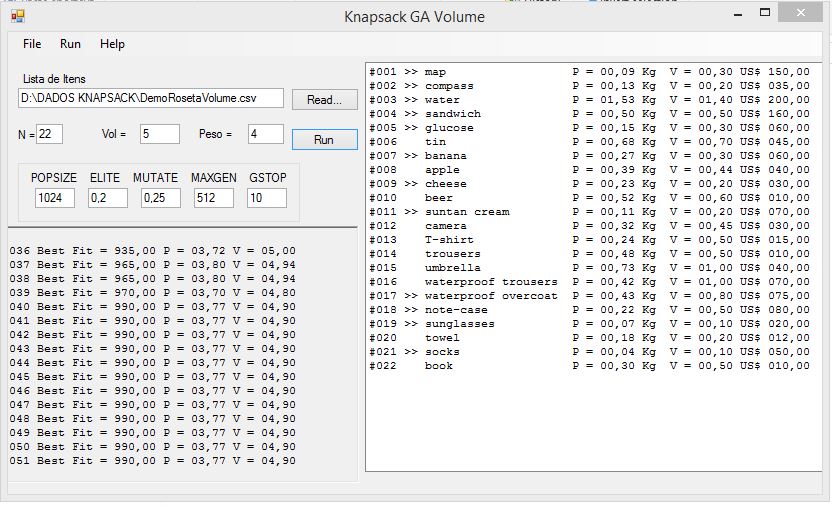 Knapsack GA Volume
File Run Help
Lista de Itens
D:\DADOS KNAPSACK\DemoRosetaVolume.csv Read...
N = 22 Vol = 5 Peso = 4 Run
POPSIZE ELITE MUTATE MAXGEN GSTOP
1024 0,2 0,25 512 10
036 Best Fit = 935,00 P = 03,72 V = 05,00
037 Best Fit = 965,00 P = 03,80 V = 04,94
038 Best Fit = 965,00 P = 03,80 V = 04,94
039 Best Fit = 970,00 P = 03,70 V = 04,80
040 Best Fit = 990,00 P = 03,77 V = 04,90
041 Best Fit = 990,00 P = 03,77 V = 04,90
042 Best Fit = 990,00 P = 03,77 V = 04,90
043 Best Fit = 990,00 P = 03,77 V = 04,90
044 Best Fit = 990,00 P = 03,77 V = 04,90
045 Best Fit = 990,00 P = 03,77 V = 04,90
046 Best Fit = 990,00 P = 03,77 V = 04,90
047 Best Fit = 990,00 P = 03,77 V = 04,90
048 Best Fit = 990,00 P = 03,77 V = 04,90
049 Best Fit = 990,00 P = 03,77 V = 04,90
050 Best Fit = 990,00 P = 03,77 V = 04,90
051 Best Fit = 990,00 P = 03,77 V = 04,90
#001 >> map P = 00,09 Kg V = 00,30 US$ 150,00
#002 >> compass P = 00,13 Kg V = 00,20 US$ 035,00
#003 >> water P = 01,53 Kg V = 01,40 US$ 200,00
#004 >> sandwich P = 00,50 Kg V = 00,50 US$ 160,00
#005 >> glucose P = 00,15 Kg V = 00,30 US$ 060,00
#006 tin P = 00,68 Kg V = 00,70 US$ 045,00
#007 >> banana P = 00,27 Kg V = 00,30 US$ 060,00
#008 apple P = 00,39 Kg V = 00,44 US$ 040,00
#009 >> cheese P = 00,23 Kg V = 00,20 US$ 030,00
#010 beer P = 00,52 Kg V = 00,60 US$ 010,00
#011 >> suntan cream P = 00,11 Kg V = 00,20 US$ 070,00
#012 camera P = 00,32 Kg V = 00,45 US$ 030,00
#013 T-shirt P = 00,24 Kg V = 00,50 US$ 015,00
#014 trousers P = 00,48 Kg V = 00,50 US$ 010,00
#015 umbrella P = 00,73 Kg V = 01,00 US$ 040,00
#016 waterproof trousers P = 00,42 Kg V = 01,00 US$ 070,00
#017 >> waterproof overcoat P = 00,43 Kg V = 00,80 US$ 075,00
#018 >> note-case P = 00,22 Kg V = 00,50 US$ 080,00
#019 >> sunglasses P = 00,07 Kg V = 00,10 US$ 020,00
#020 towel P = 00,18 Kg V = 00,20 US$ 012,00
#021 >> socks P = 00,04 Kg V = 00,10 US$ 050,00
#022 book P = 00,30 Kg V = 00,50 US$ 010,00